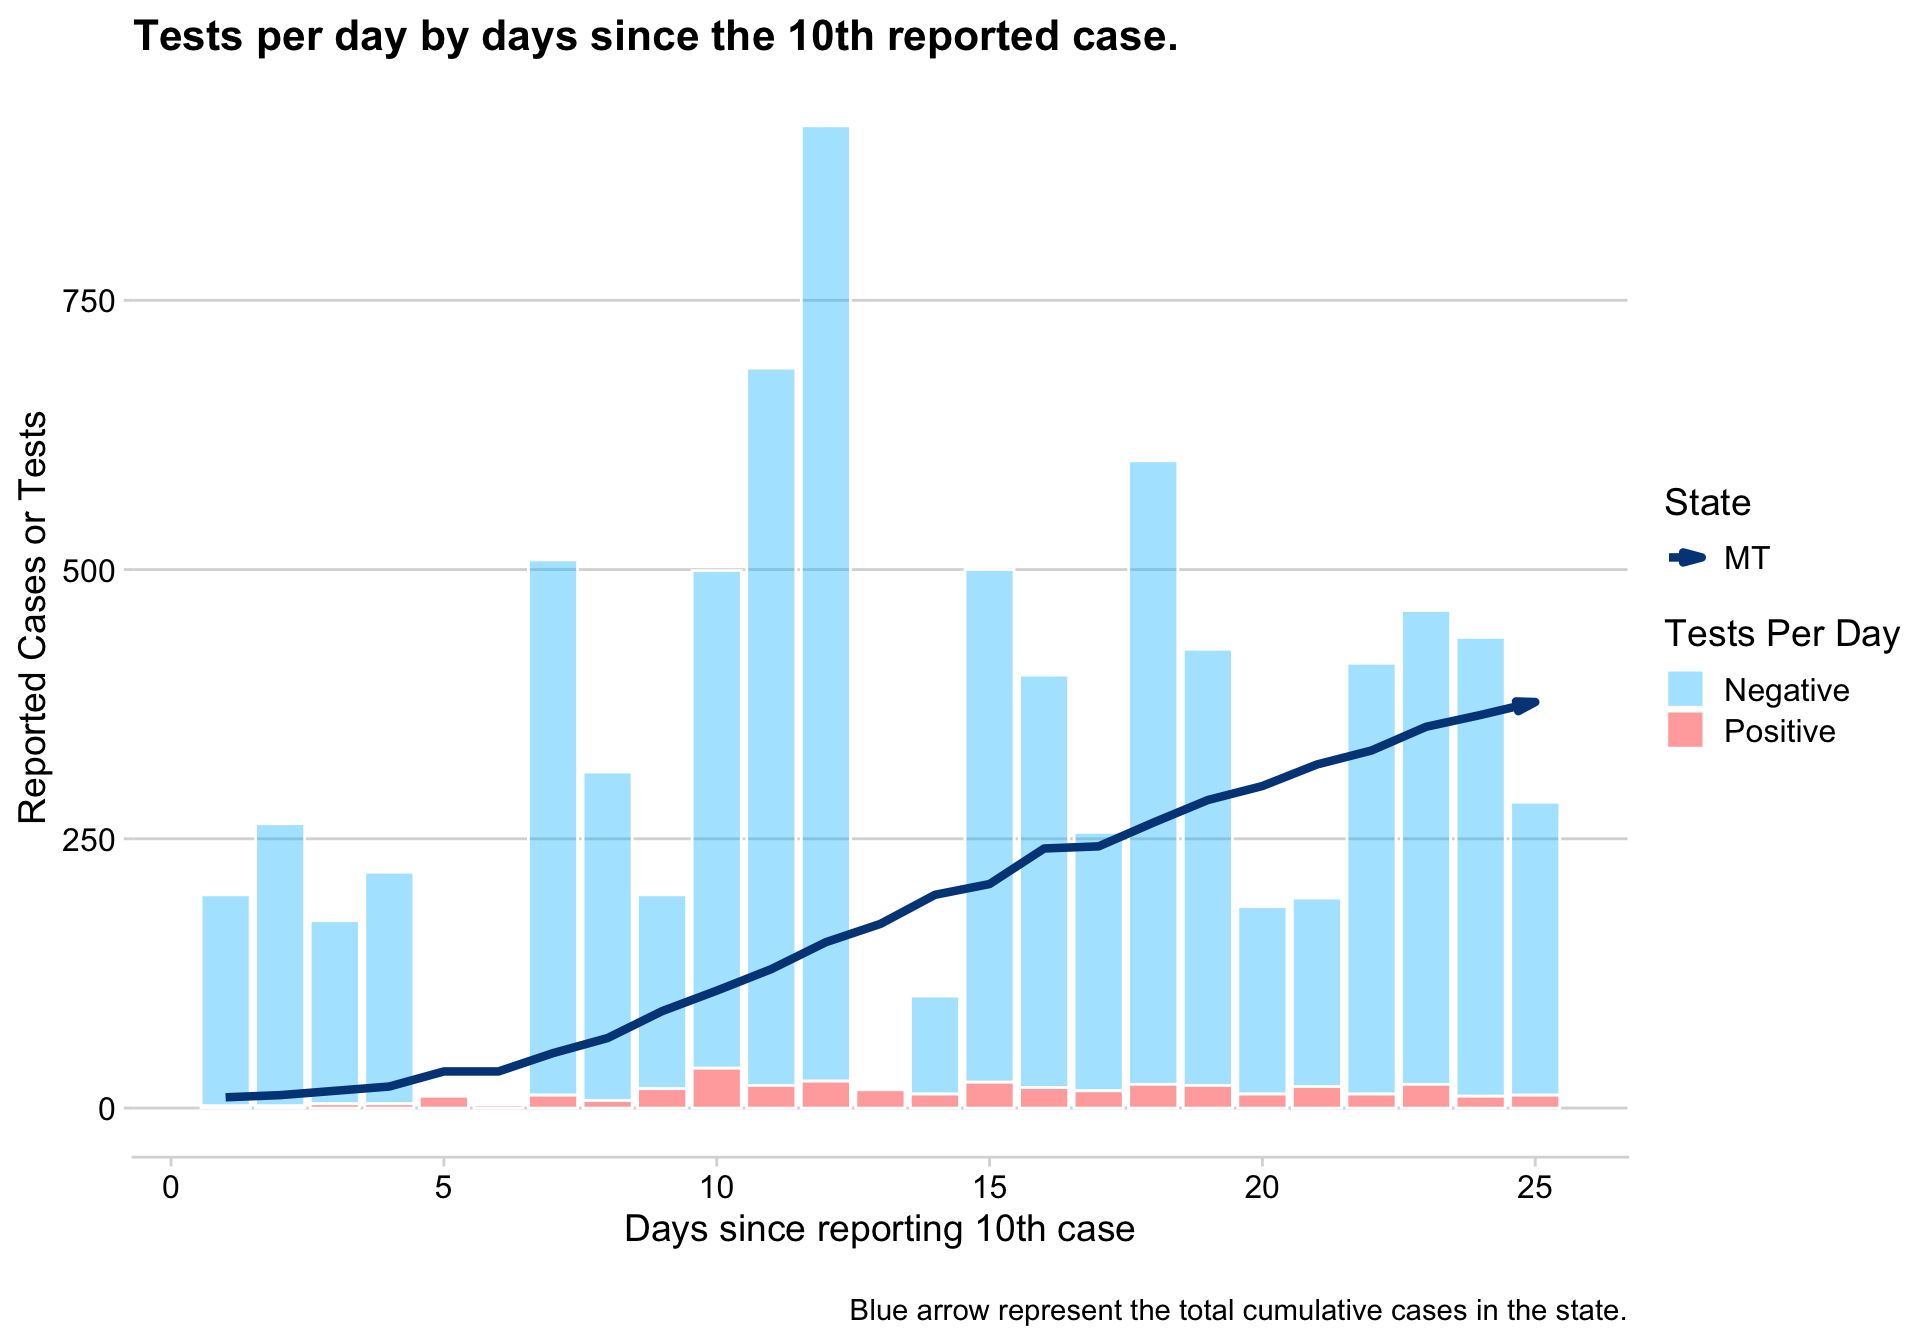 Tests per day by days since the 10th reported case.
Reported Cases or Tests
750
500
250
0
0 5 10 15 20 25
Days since reporting 10th case
State
MT
Tests Per Day
Negative
Positive
Blue arrow represent the total cumulative cases in the state.